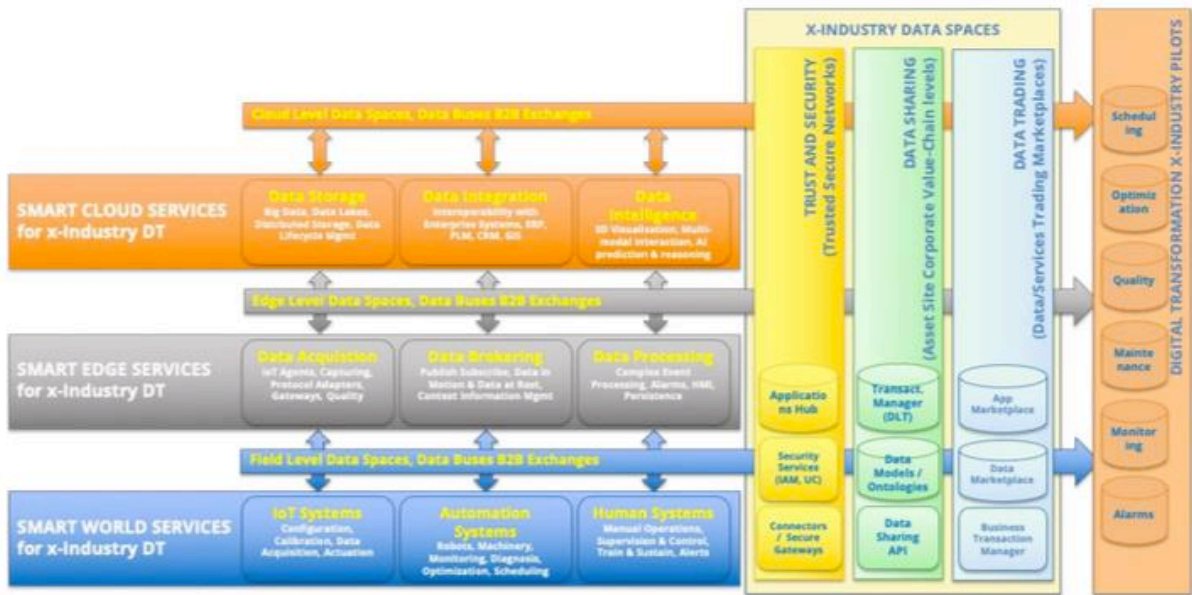 X-INDUSTRY DATA SPACES
TRUST AND SECURITY
(Trusted Secure Networks)
DATA SHARING
(Asset Site Corporate Value-Chain levels)
DATA TRADING
(Data/Services Trading Marketplaces)
DIGITAL TRANSFORMATION X-INDUSTRY PILOTS
Cloud Level Data Spaces, Data Buses B2B Exchanges
SMART CLOUD SERVICES
for x-Industry DT
Data Storage
Big Data, Data Lakes,
Distributed Storage, Data
Lifecycle Mgmt
Data Integration
Interoperability with
Enterprise Systems, ERP,
PLM, CRM, GIS
Data
Intelligence
3D Visualisation, Multi-
modal Interaction, AI
prediction & reasoning
Edge Level Data Spaces, Data Buses B2B Exchanges
SMART EDGE SERVICES
for x-Industry DT
Data Acquistion
IoT Agents, Capturing,
Protocol Adapters,
Gateways, Quality
Data Brokering
Publish Subscribe, Data in
Motion & Data at Rest,
Context Information Mgmt
Data Processing
Complex Event
Processing, Alarms, HMI,
Persistence
Field Level Data Spaces, Data Buses B2B Exchanges
SMART WORLD SERVICES
for x-Industry DT
IoT Systems
Configuration,
Calibration, Data
Acquisition, Actuation
Automation
Systems
Robots, Machinery,
Monitoring, Diagnosis,
Optimization, Scheduling
Human Systems
Manual Operations,
Supervision & Control,
Train & Sustain, Alerts
Applicatio
ns Hub
Security
Services
(IAM, UC)
Connectors
/ Secure
Gateways
Transact.
Manager
(DLT)
Data
Models /
Ontologies
Data
Sharing
API
App
Marketplace
Data
Marketplace
Business
Transaction
Manager
Schedul
ing
Optimiz
ation
Quality
Mainte
nance
Monitor
ing
Alarms